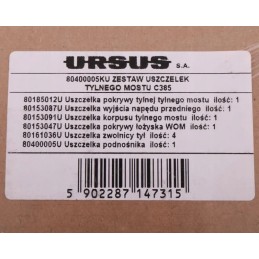 URSUS S.A.
80400005KU ZESTAW USZCZELEK
TYLNEGO MOSTU C385
80185012U Uszczelka pokrywy tylnej tylnego mostu ilość: 1
80153087U Uszczelka wyjścia napędu przedniego ilość: 1
80153091U Uszczelka korpusu tylnego mostu ilość: 1
80153047U Uszczelka pokrywy łożyska WOM ilość: 1
80161036U Uszczelka zwolnicy tył ilość: 4
80400005U Uszczelka podnośnika ilość: 1
5 902287 147315